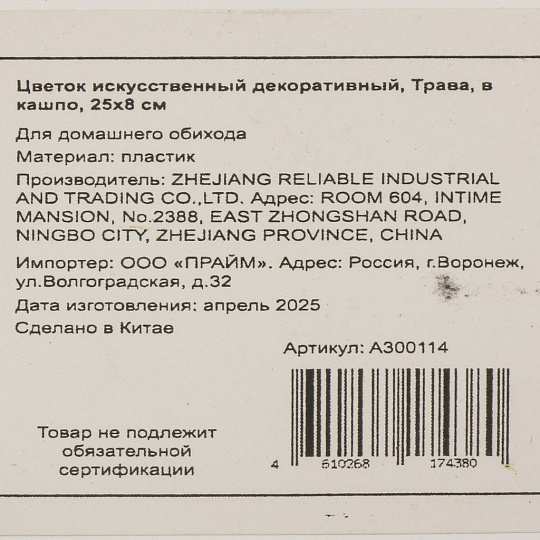 Цветок искусственный декоративный, Трава, в
кашпо, 25х8 см
Для домашнего обихода
Материал: пластик
Производитель: ZHEJIANG RELIABLE INDUSTRIAL
AND TRADING CO.,LTD. Адрес: ROOM 604, INTIME
MANSION, No.2388, EAST ZHONGSHAN ROAD,
NINGBO CITY, ZHEJIANG PROVINCE, CHINA
Импортер: ООО «ПРАЙМ». Адрес: Россия, г.Воронеж,
ул.Волгоградская, д.32
Дата изготовления: апрель 2025
Сделано в Китае
Артикул: А300114
Товар не подлежит
обязательной
сертификации
4 610268 174380